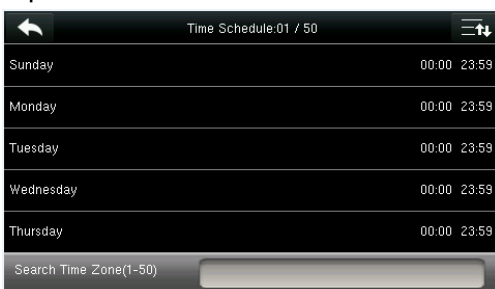 Time Schedule:01 / 50
Sunday 00:00 23:59
Monday 00:00 23:59
Tuesday 00:00 23:59
Wednesday 00:00 23:59
Thursday 00:00 23:59
Search Time Zone(1-50)